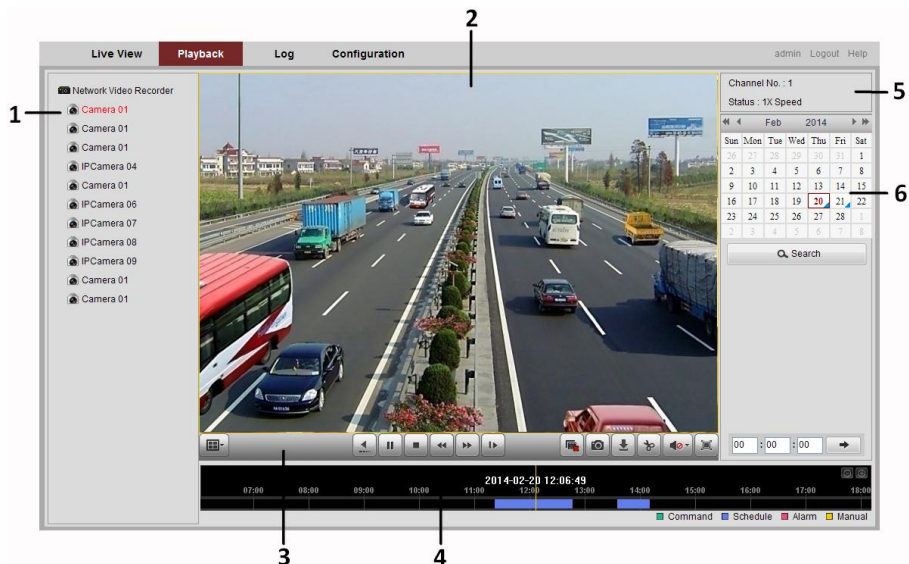 2
Live View Playback Log Configuration admin Logout Help
Network Video Recorder
1
Camera 01
Camera 01
Camera 01
IPCamera 04
Camera 01
IPCamera 06
IPCamera 07
IPCamera 08
IPCamera 09
Camera 01
Camera 01
Channel No. : 1
Status : 1X Speed
5
Feb 2014
Sun Mon Tue Wed Thu Fri Sat
26 27 28 29 30 31 1
2 3 4 5 6 7 8
9 10 11 12 13 14 15
16 17 18 19 20 21 22
23 24 25 26 27 28 1
2 3 4 5 6 7 8
6
Search
00 : 00 : 00
2014-02-20 12:06:49
07:00 08:00 09:00 10:00 11:00 12:00 13:00 14:00 15:00 16:00 17:00 18:00
Command Schedule Alarm Manual
3
4